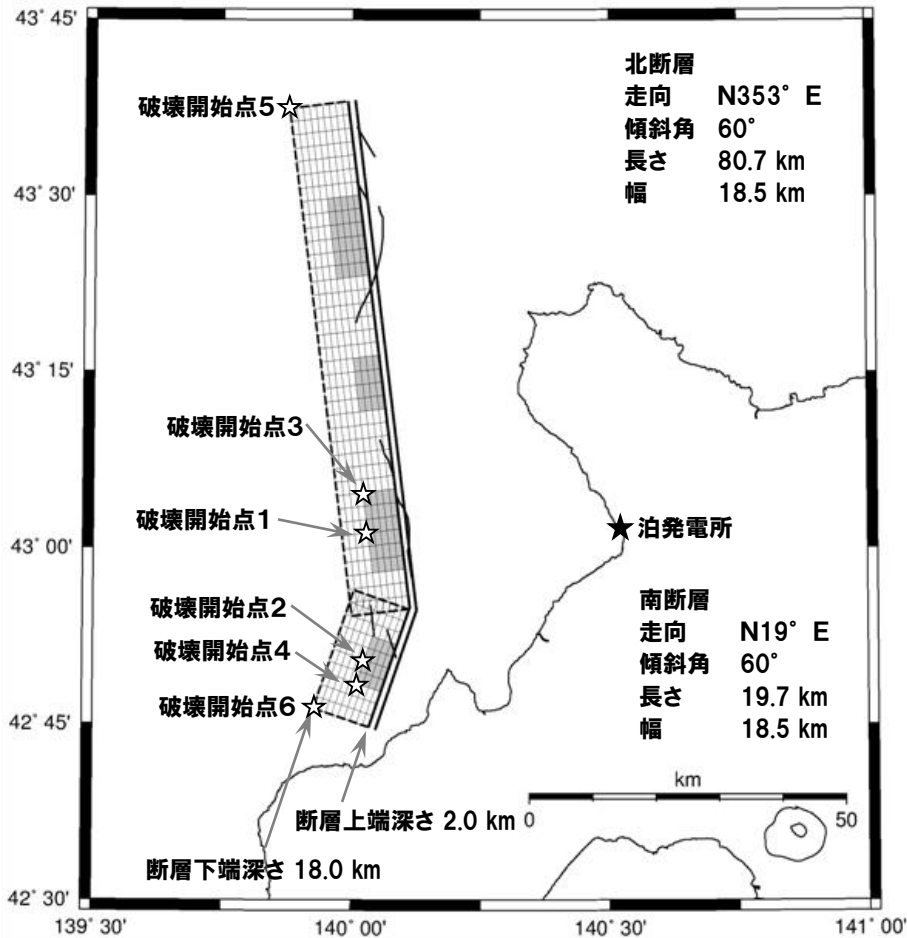 43° 45'
北断層
走向 N353° E
傾斜角 60°
長さ 80.7 km
幅 18.5 km
破壊開始点5
43° 30'
43° 15'
破壊開始点3
破壊開始点1
43° 00'
泊発電所
破壊開始点2
破壊開始点4
破壊開始点6
南断層
走向 N19° E
傾斜角 60°
長さ 19.7 km
幅 18.5 km
42° 45'
km
0 50
断層上端深さ 2.0 km
断層下端深さ 18.0 km
42° 30'
139° 30' 140° 00' 140° 30' 141° 00'